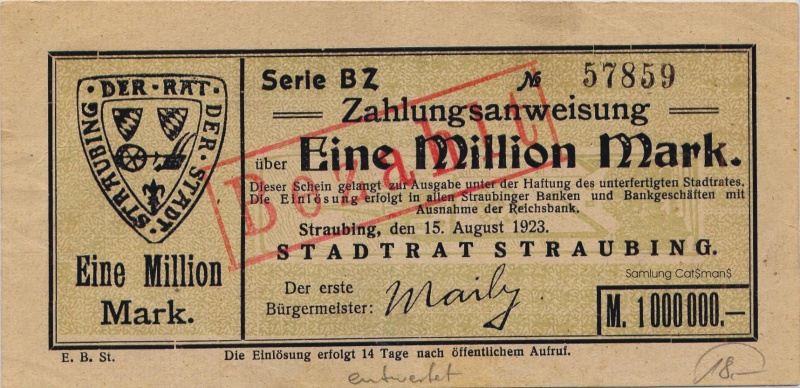 · DER · RAT · DER · STADT · STRAUBING
Eine Million
Mark.
Serie BZ № 57859
Zahlungsanweisung
über Eine Million Mark.
Bezahlt
Dieser Schein gelangt zur Ausgabe unter der Haftung des unterfertigten Stadtrates.
Die Einlösung erfolgt in allen Straubinger Banken und Bankgeschäften mit
Ausnahme der Reichsbank.
Straubing, den 15. August 1923.
STADTRAT STRAUBING.
Samlung Cat$man$
Der erste
Bürgermeister:
Maily.
M. 1000000.—
E. B. St.
Die Einlösung erfolgt 14 Tage nach öffentlichem Aufruf.
entwertet
18.—